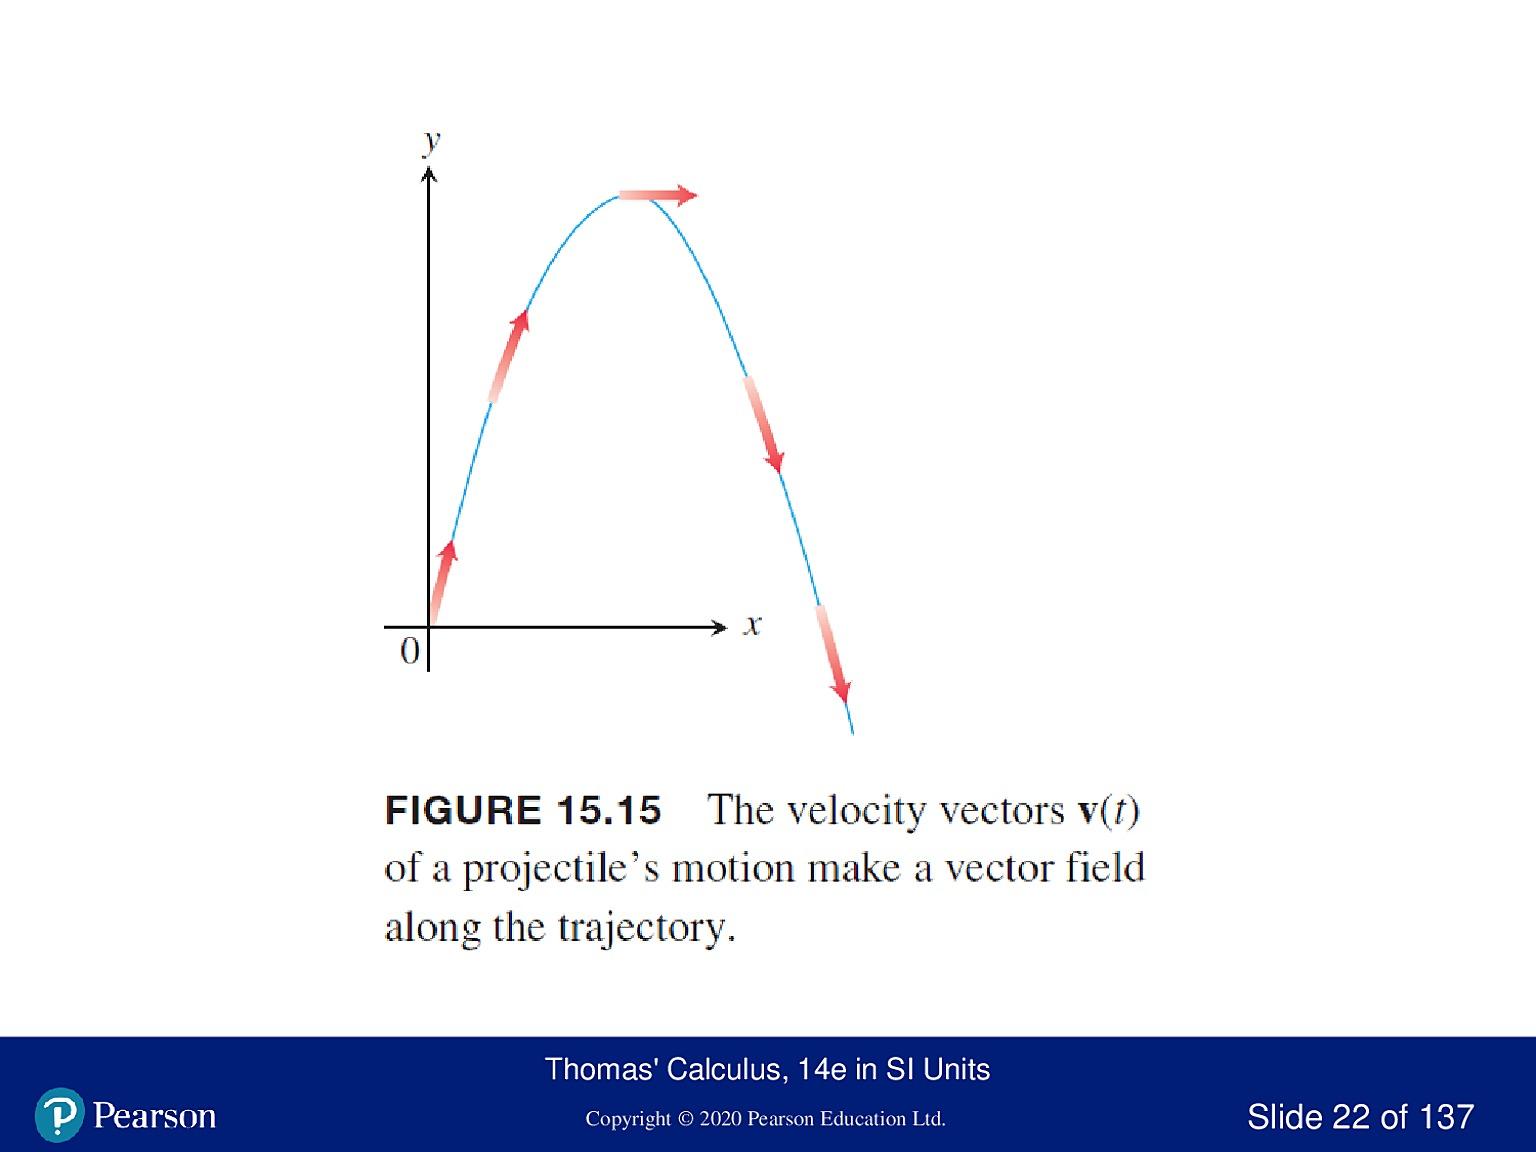 y
x
0
FIGURE 15.15 The velocity vectors v(t)
of a projectile’s motion make a vector field
along the trajectory.
Thomas' Calculus, 14e in SI Units
Pearson
Copyright © 2020 Pearson Education Ltd.
Slide 22 of 137